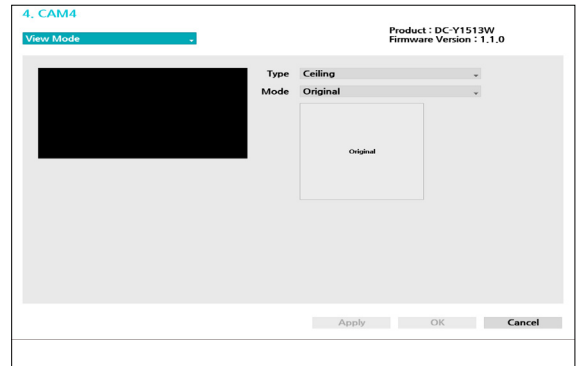 4. CAM4
Product : DC-Y1513W
View Mode
Firmware Version : 1.1.0
Type Ceiling
Mode Original
Original
Apply OK Cancel